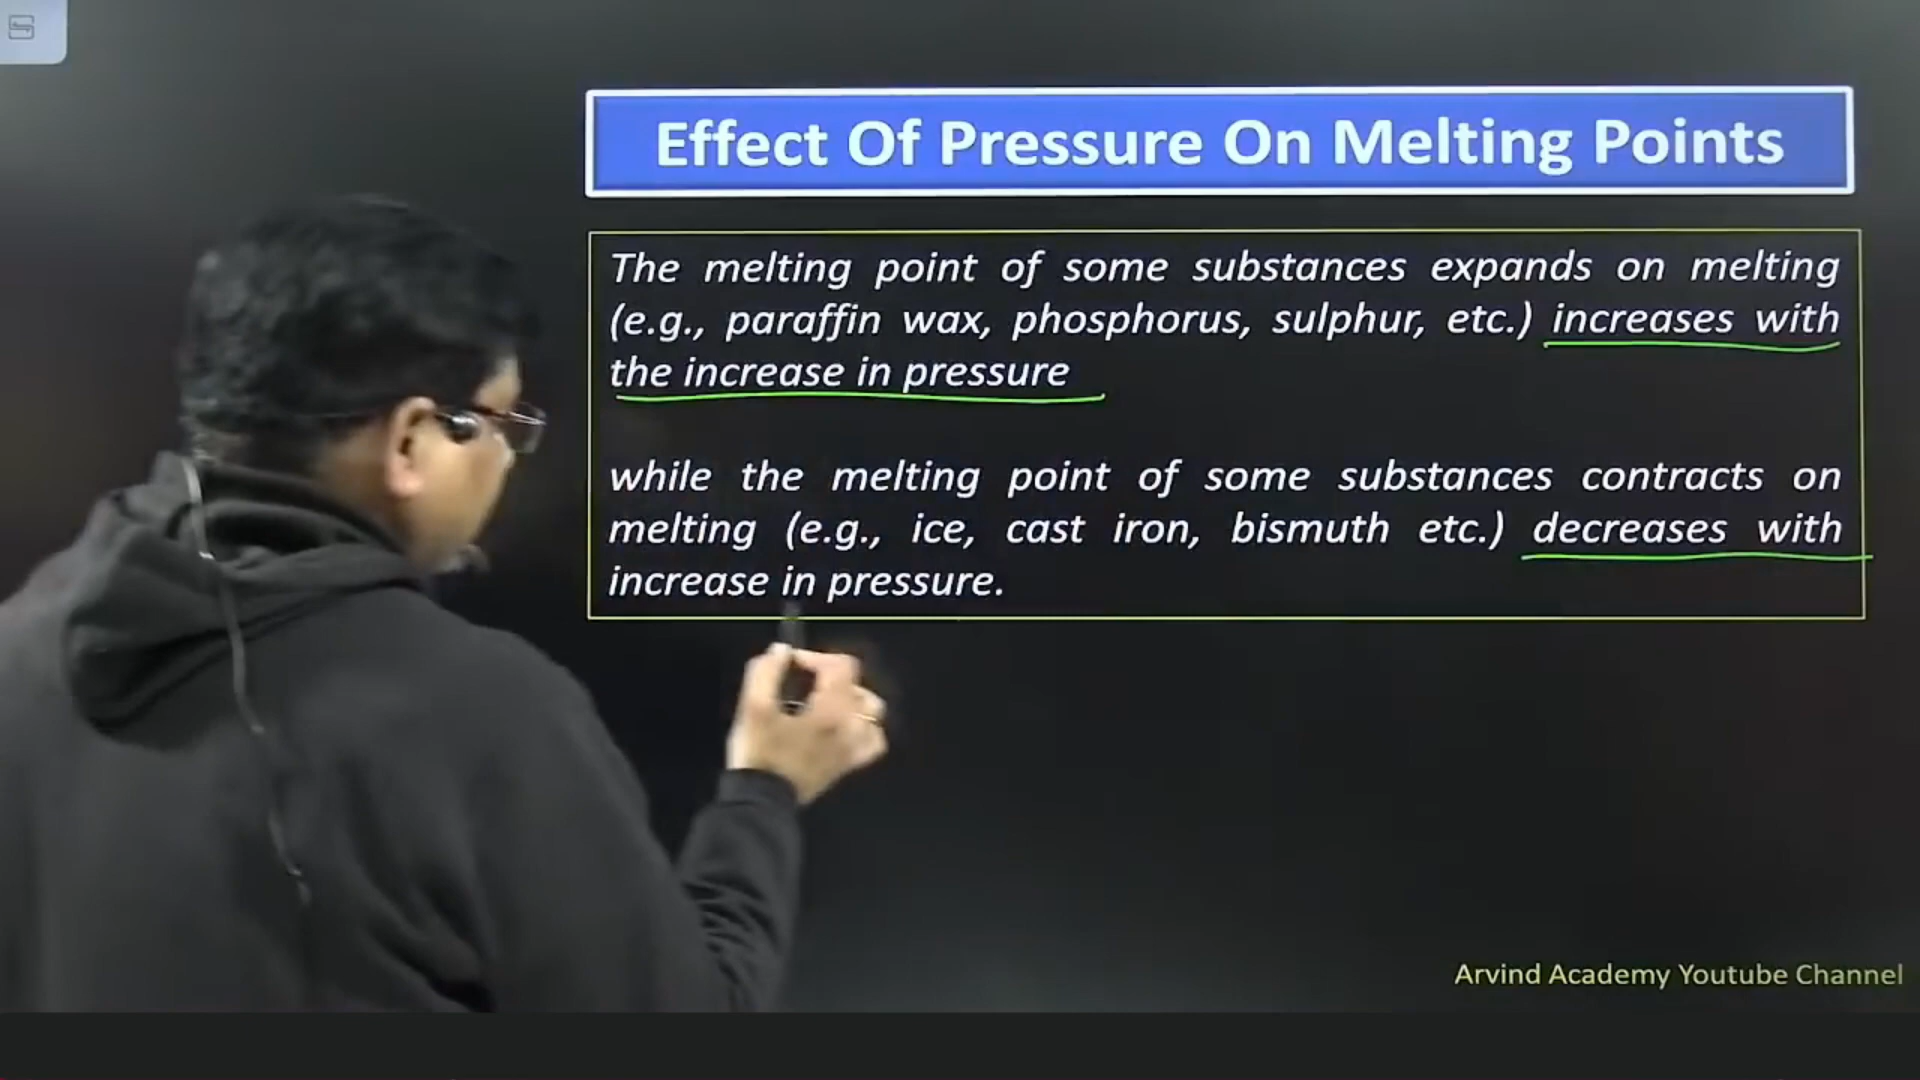 Effect Of Pressure On Melting Points
The melting point of some substances expands on melting
(e.g., paraffin wax, phosphorus, sulphur, etc.) increases with
the increase in pressure
while the melting point of some substances contracts on
melting (e.g., ice, cast iron, bismuth etc.) decreases with
increase in pressure.
Arvind Academy Youtube Channel